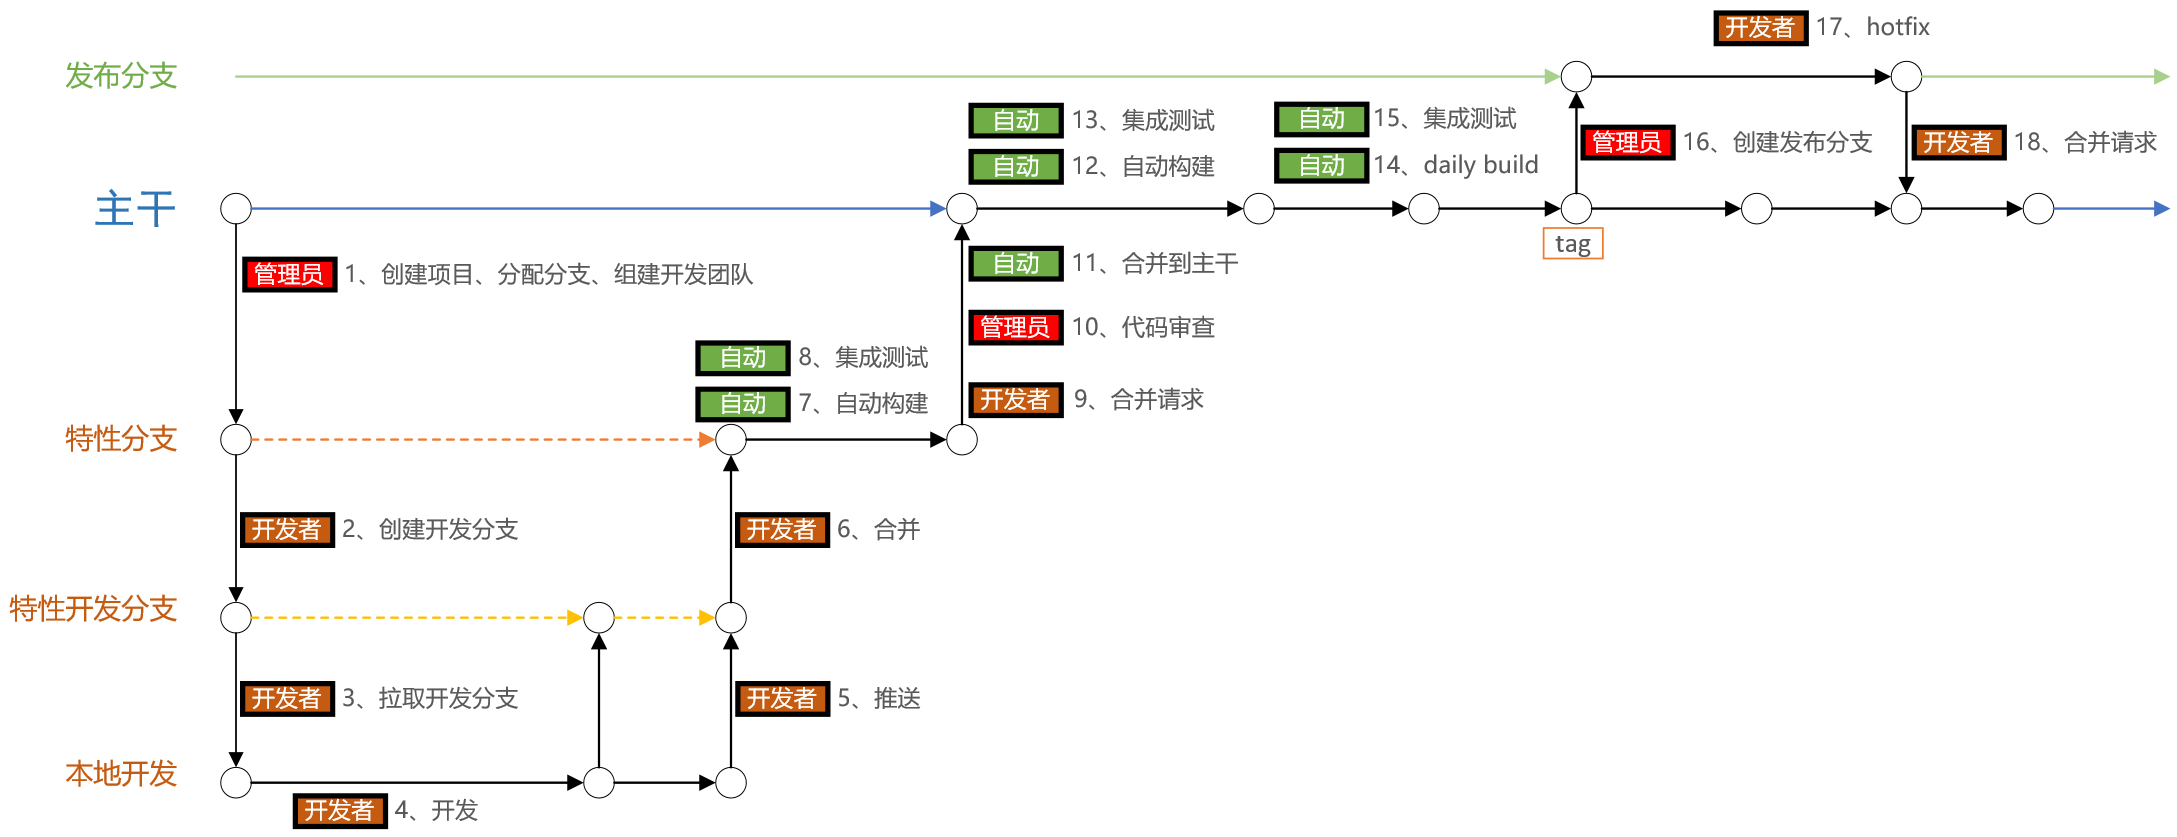 开发者 17、hotfix
发布分支
自动 13、集成测试
自动 15、集成测试
自动 12、自动构建
自动 14、daily build
管理员 16、创建发布分支
开发者 18、合并请求
主干
tag
管理员 1、创建项目、分配分支、组建开发团队
自动 11、合并到主干
管理员 10、代码审查
自动 8、集成测试
自动 7、自动构建
开发者 9、合并请求
特性分支
开发者 2、创建开发分支
开发者 6、合并
特性开发分支
开发者 3、拉取开发分支
开发者 5、推送
本地开发
开发者 4、开发